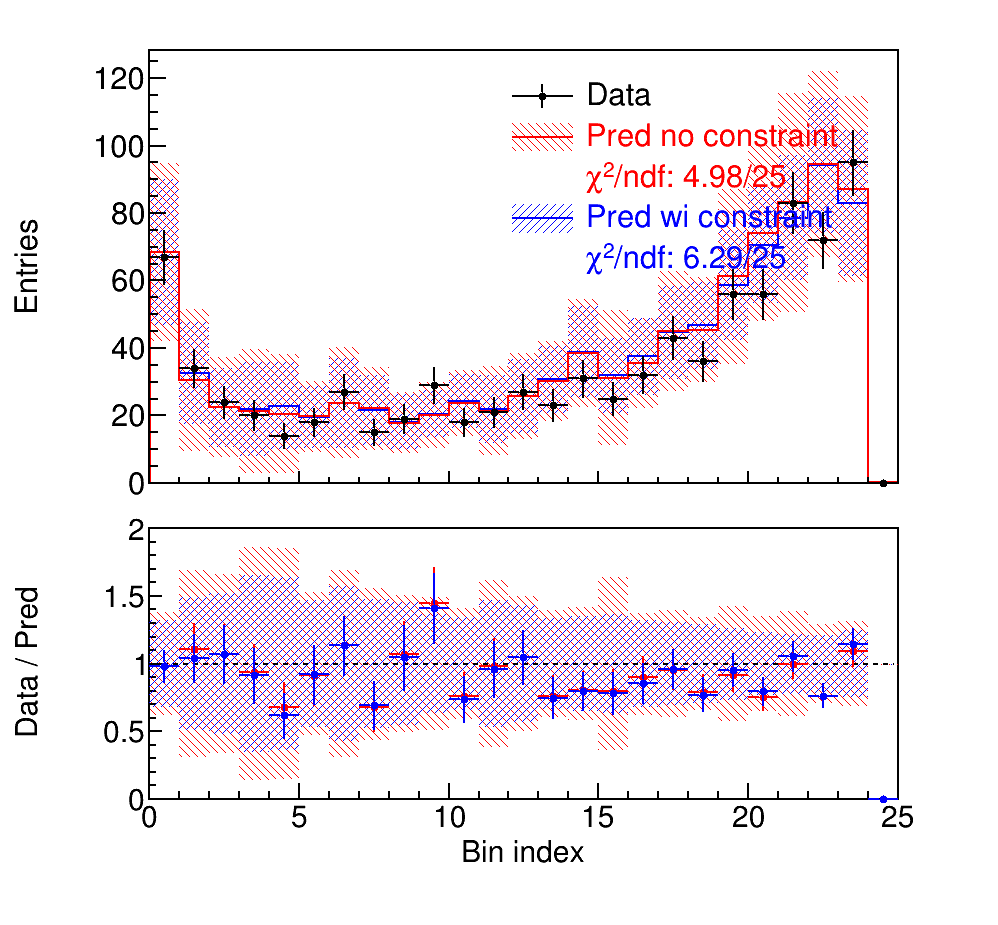 Entries
120
100
80
60
40
20
0
Data
Pred no constraint
χ²/ndf: 4.98/25
Pred wi constraint
χ²/ndf: 6.29/25
Data / Pred
2
1.5
1
0.5
0
0 5 10 15 20 25
Bin index